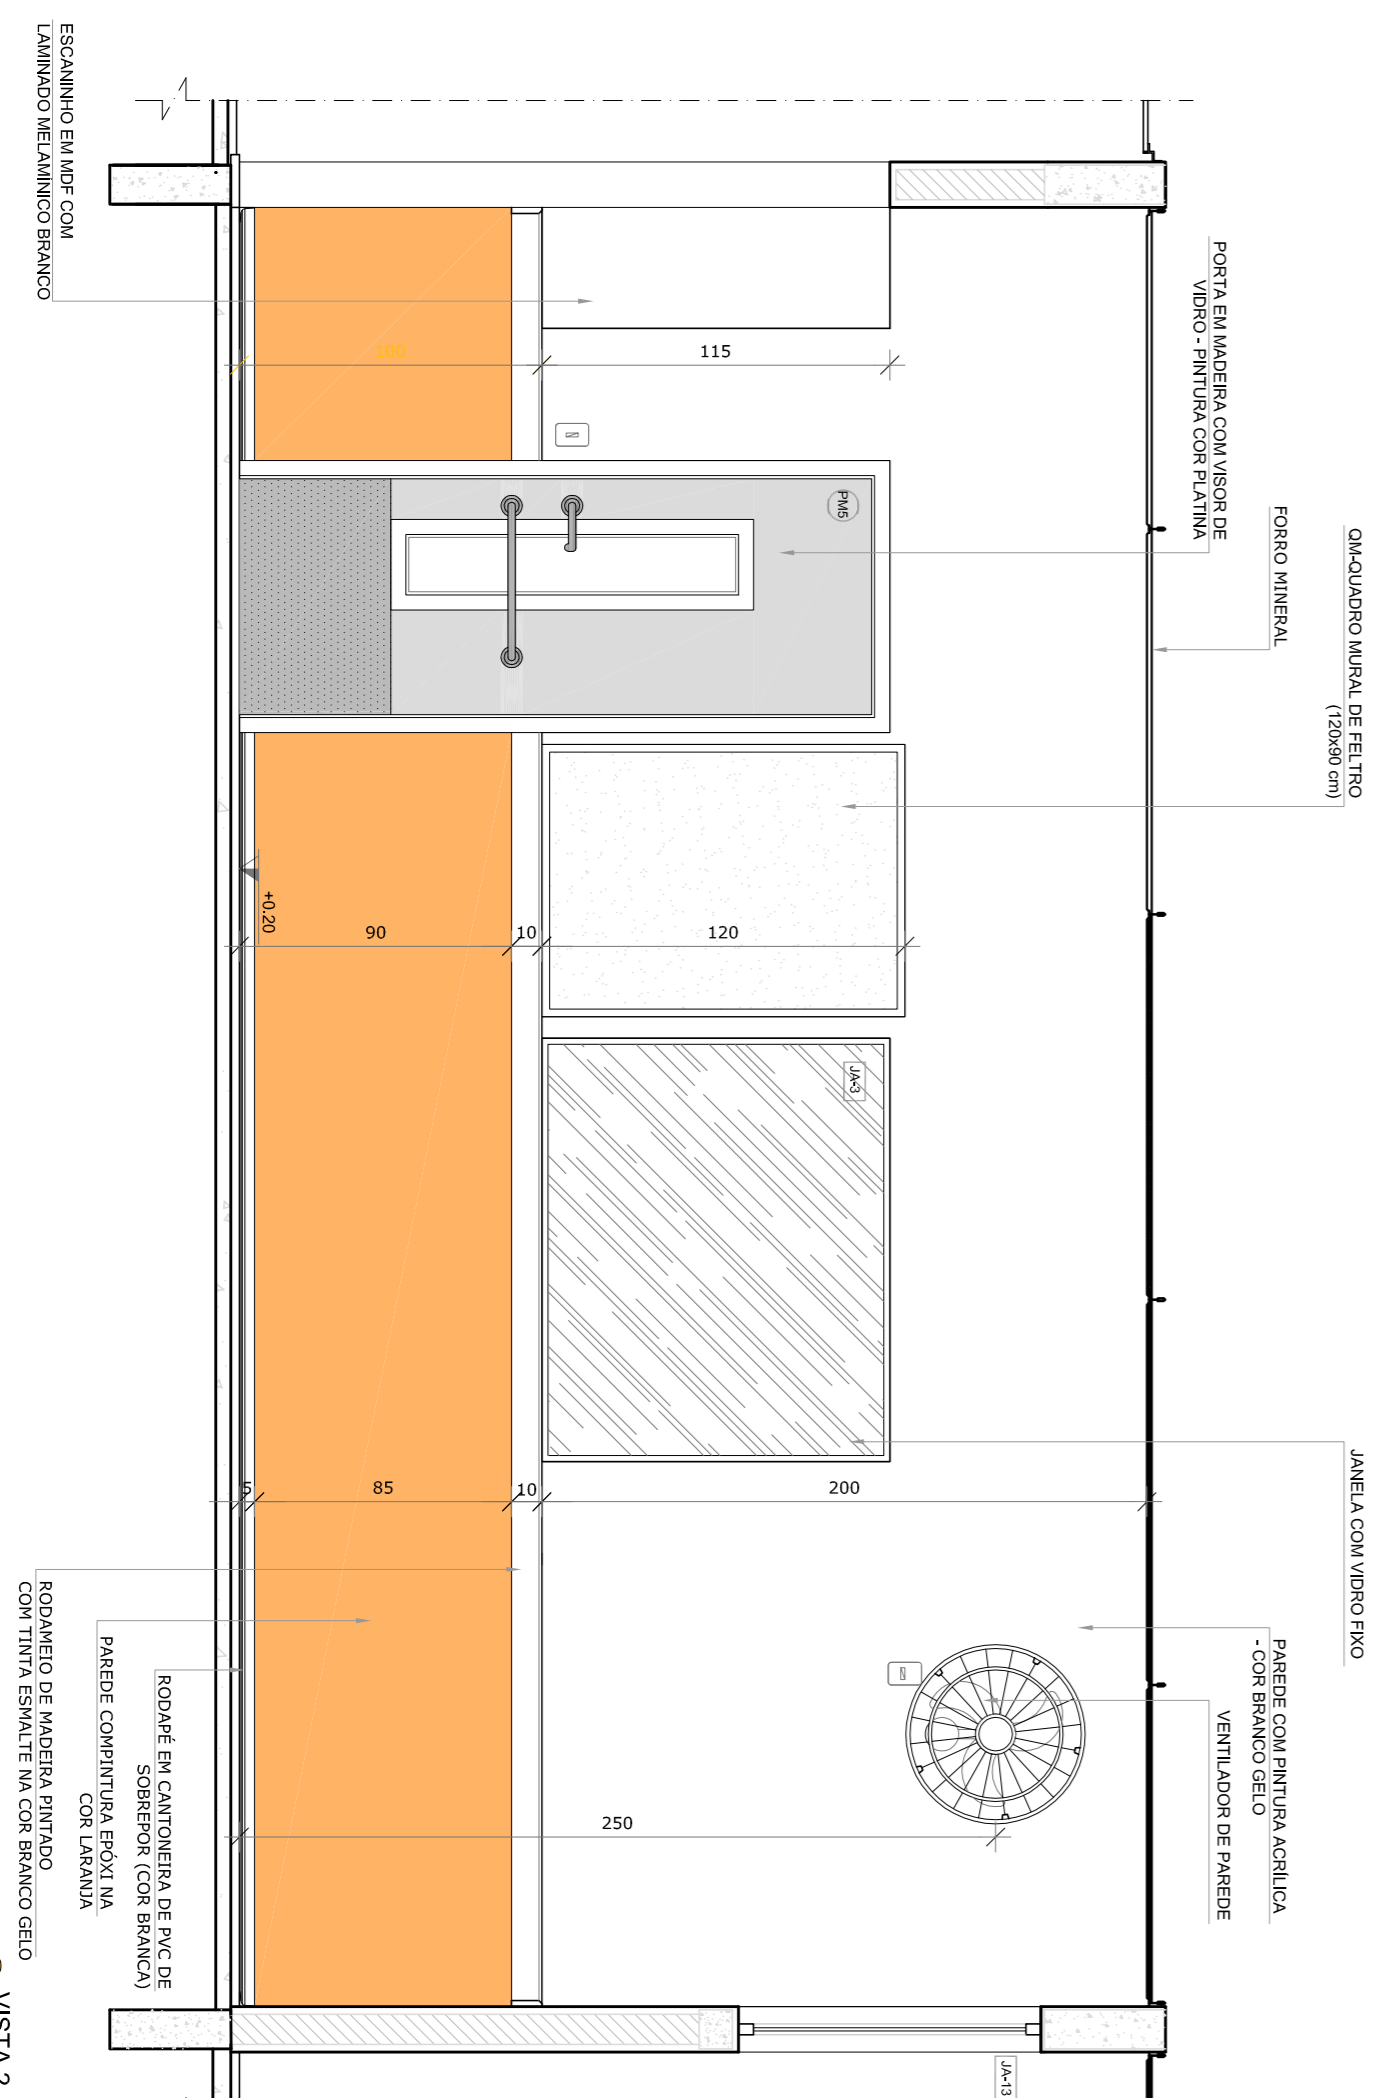 QM-QUADRO MURAL DE FELTRO
(120x90 cm)
JANELA COM VIDRO FIXO
FORRO MINERAL
PAREDE COM PINTURA ACRÍLICA
- COR BRANCO GELO
PORTA EM MADEIRA COM VISOR DE
VIDRO - PINTURA COR PLATINA
VENTILADOR DE PAREDE
JA-13
PM5
JA-3
115
120
200
250
100
90
10
85
10
5
+0.20
RODAPÉ EM CANTONEIRA DE PVC DE
SOBREPOR (COR BRANCA)
PAREDE COMPINTURA EPÓXI NA
COR LARANJA
ESCANINHO EM MDF COM
LAMINADO MELAMINICO BRANCO
RODAMEIO DE MADEIRA PINTADO
COM TINTA ESMALTE NA COR BRANCO GELO
VISTA 2